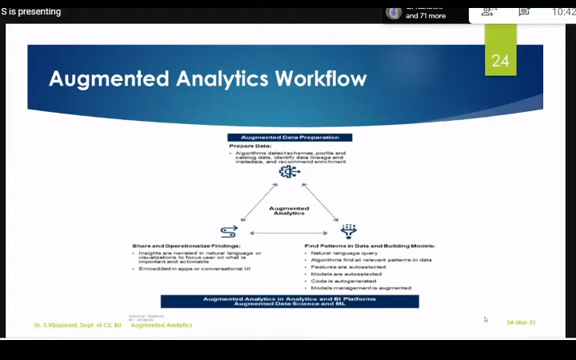 S is presenting
and 71 more
10:42
24
Augmented Analytics Workflow
Augmented Data Preparation
Prepare Data:
• Algorithms detect schemas, profile and
catalog data, identify data lineage and
metadata, and recommend enrichment
Augmented
Analytics
Share and Operationalize Findings:
• Insights are narrated in natural language or
visualizations to focus user on what is
important and actionable
• Embedded in apps or conversational UI
Find Patterns in Data and Building Models:
• Natural language query
• Algorithms find all relevant patterns in data
• Features are autoselected
• Models are autoselected
• Code is autogenerated
• Models management is augmented
Augmented Analytics in Analytics and BI Platforms
Augmented Data Science and ML
Dr. S.Vijayarani, Dept. of CS, BU
Augmented Analytics
24-Mar-21